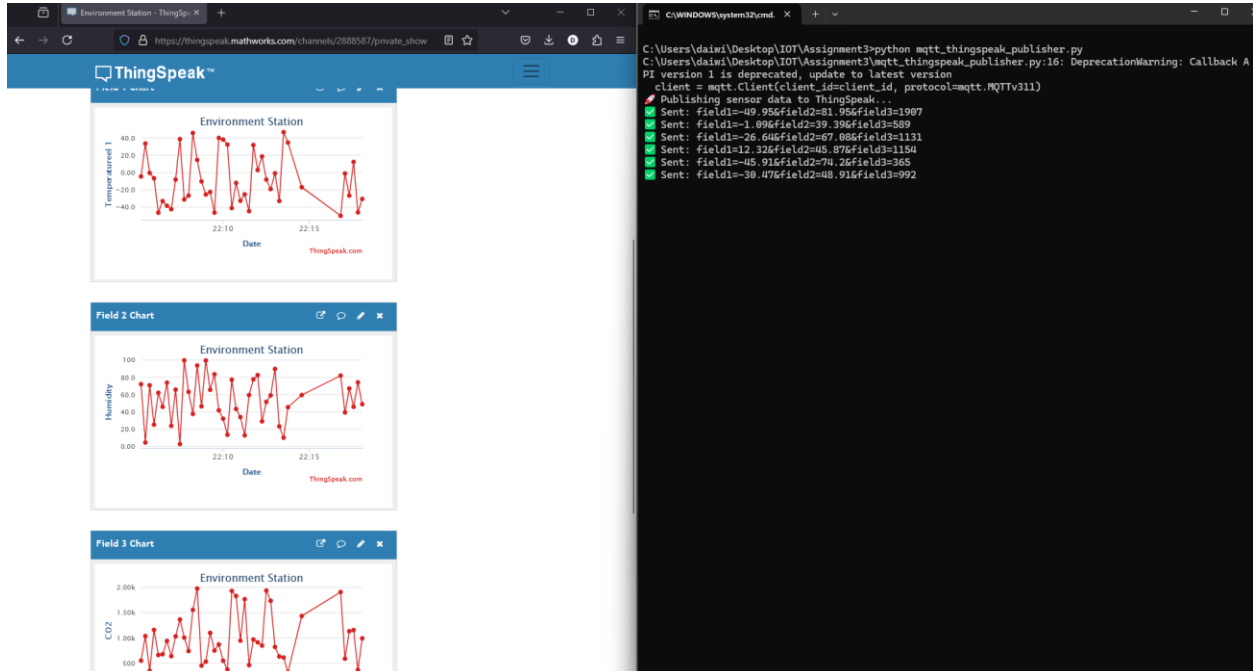 Environment Station - ThingSp
https://thingspeak.mathworks.com/channels/2888587/private_show
ThingSpeak™
Field 1 Chart
Environment Station
40.0
20.0
0.00
−20.0
−40.0
Temperatureel 1
22:10
22:15
Date
ThingSpeak.com
Field 2 Chart
Environment Station
100
80.0
60.0
40.0
20.0
0.00
Humidity
22:10
22:15
Date
ThingSpeak.com
Field 3 Chart
Environment Station
2.00k
1.50k
1.00k
500
CO2
C:\WINDOWS\system32\cmd.
C:\Users\daiwi\Desktop\IOT\Assignment3>python mqtt_thingspeak_publisher.py
C:\Users\daiwi\Desktop\IOT\Assignment3\mqtt_thingspeak_publisher.py:16: DeprecationWarning: Callback A
PI version 1 is deprecated, update to latest version
client = mqtt.Client(client_id=client_id, protocol=mqtt.MQTTv311)
🚀 Publishing sensor data to ThingSpeak...
✅ Sent: field1=-49.95&field2=81.95&field3=1907
✅ Sent: field1=-1.09&field2=39.39&field3=589
✅ Sent: field1=-26.64&field2=67.08&field3=1131
✅ Sent: field1=12.32&field2=45.87&field3=1154
✅ Sent: field1=-45.91&field2=74.2&field3=365
✅ Sent: field1=-30.47&field2=48.91&field3=992